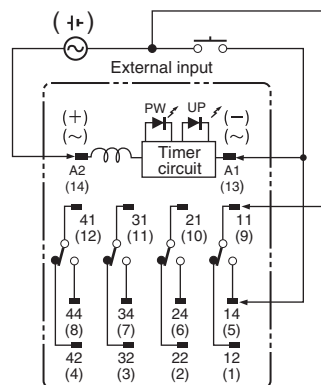 External input
PW UP
(+) (−)
(~) (~)
Timer
circuit
A2 A1
(14) (13)
41 31 21 11
(12) (11) (10) (9)
44 34 24 14
(8) (7) (6) (5)
42 32 22 12
(4) (3) (2) (1)